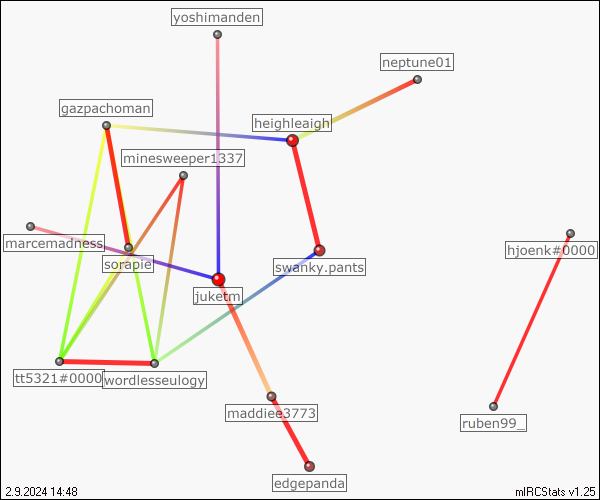 yoshimanden
neptune01
gazpachoman
heighleaigh
minesweeper1337
marcemadness
sorapie
swanky.pants
hjoenk#0000
juketm
tt5321#0000
wordlesseulogy
maddiee3773
ruben99_
edgepanda
2.9.2024 14:48
mIRCStats v1.25